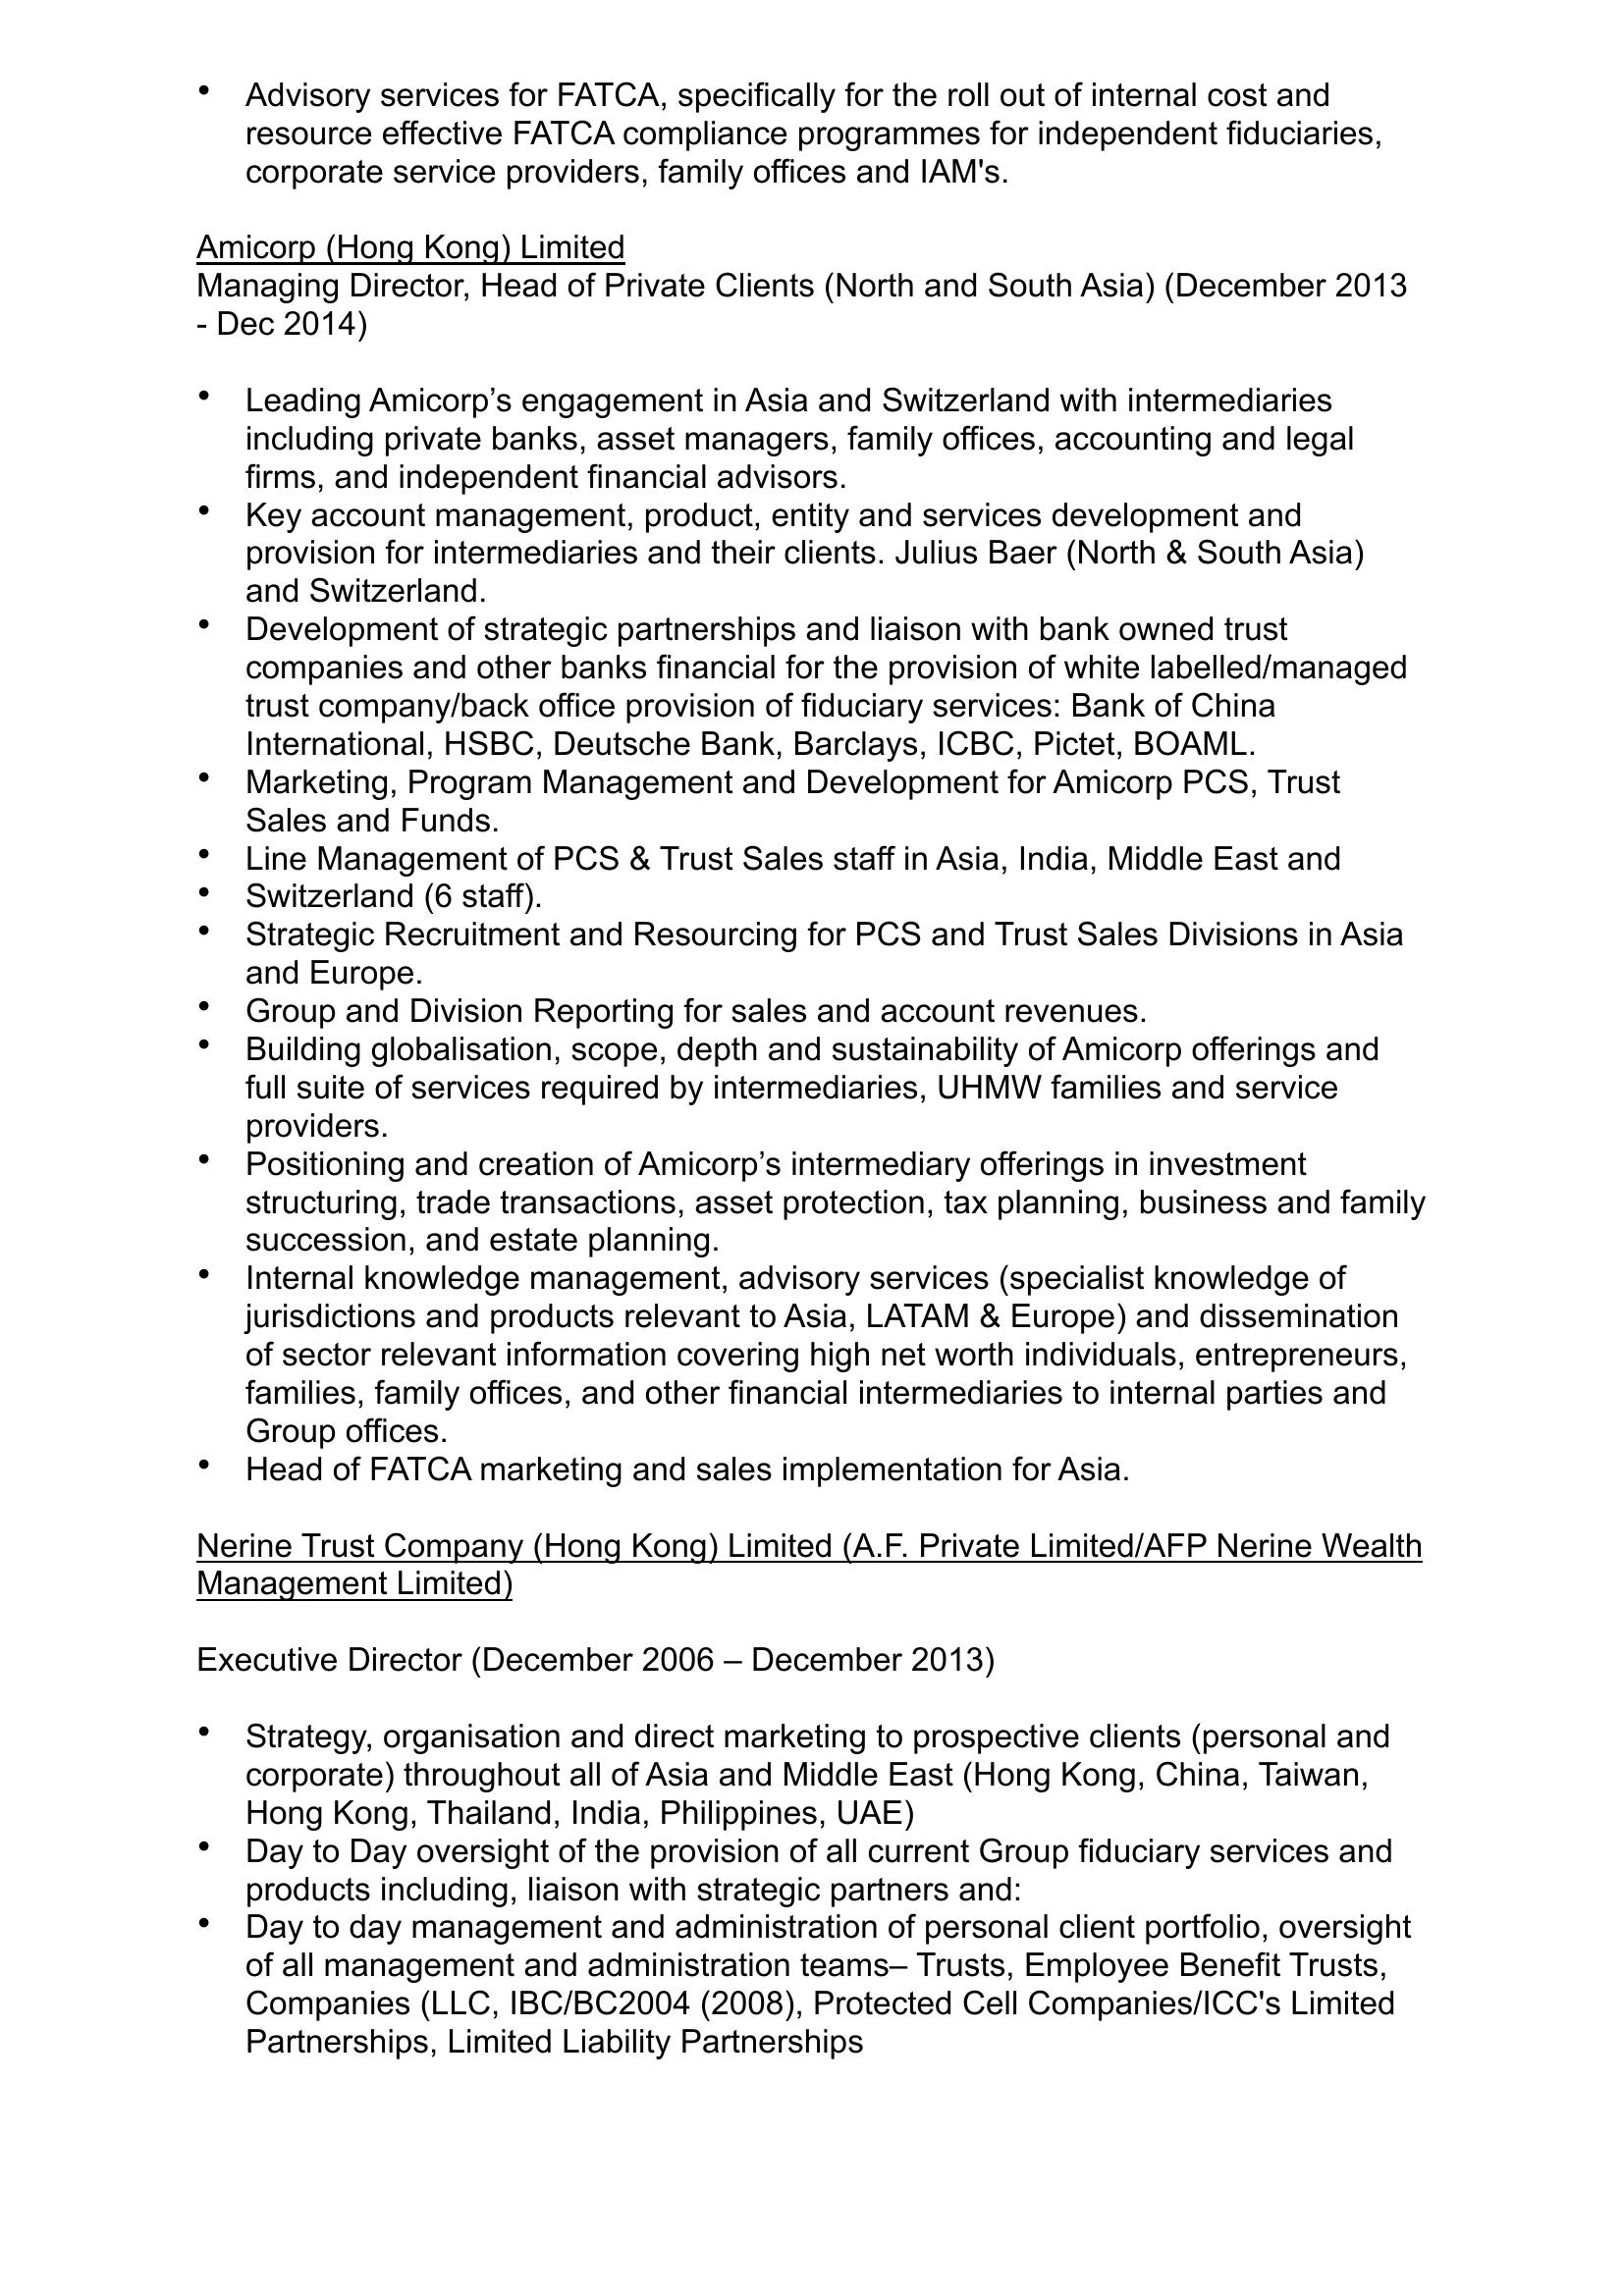 • Advisory services for FATCA, specifically for the roll out of internal cost and
resource effective FATCA compliance programmes for independent fiduciaries,
corporate service providers, family offices and IAM's.
Amicorp (Hong Kong) Limited
Managing Director, Head of Private Clients (North and South Asia) (December 2013
- Dec 2014)
• Leading Amicorp’s engagement in Asia and Switzerland with intermediaries
including private banks, asset managers, family offices, accounting and legal
firms, and independent financial advisors.
• Key account management, product, entity and services development and
provision for intermediaries and their clients. Julius Baer (North & South Asia)
and Switzerland.
• Development of strategic partnerships and liaison with bank owned trust
companies and other banks financial for the provision of white labelled/managed
trust company/back office provision of fiduciary services: Bank of China
International, HSBC, Deutsche Bank, Barclays, ICBC, Pictet, BOAML.
• Marketing, Program Management and Development for Amicorp PCS, Trust
Sales and Funds.
• Line Management of PCS & Trust Sales staff in Asia, India, Middle East and
• Switzerland (6 staff).
• Strategic Recruitment and Resourcing for PCS and Trust Sales Divisions in Asia
and Europe.
• Group and Division Reporting for sales and account revenues.
• Building globalisation, scope, depth and sustainability of Amicorp offerings and
full suite of services required by intermediaries, UHMW families and service
providers.
• Positioning and creation of Amicorp’s intermediary offerings in investment
structuring, trade transactions, asset protection, tax planning, business and family
succession, and estate planning.
• Internal knowledge management, advisory services (specialist knowledge of
jurisdictions and products relevant to Asia, LATAM & Europe) and dissemination
of sector relevant information covering high net worth individuals, entrepreneurs,
families, family offices, and other financial intermediaries to internal parties and
Group offices.
• Head of FATCA marketing and sales implementation for Asia.
Nerine Trust Company (Hong Kong) Limited (A.F. Private Limited/AFP Nerine Wealth
Management Limited)
Executive Director (December 2006 – December 2013)
• Strategy, organisation and direct marketing to prospective clients (personal and
corporate) throughout all of Asia and Middle East (Hong Kong, China, Taiwan,
Hong Kong, Thailand, India, Philippines, UAE)
• Day to Day oversight of the provision of all current Group fiduciary services and
products including, liaison with strategic partners and:
• Day to day management and administration of personal client portfolio, oversight
of all management and administration teams– Trusts, Employee Benefit Trusts,
Companies (LLC, IBC/BC2004 (2008), Protected Cell Companies/ICC's Limited
Partnerships, Limited Liability Partnerships